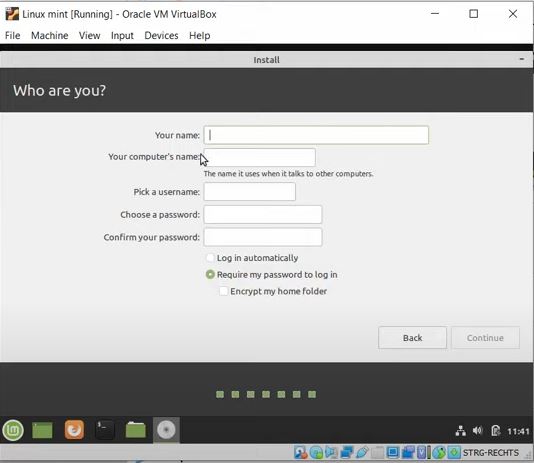 Linux mint [Running] - Oracle VM VirtualBox
File Machine View Input Devices Help
Install
Who are you?
Your name:
Your computer's name:
The name it uses when it talks to other computers.
Pick a username:
Choose a password:
Confirm your password:
Log in automatically
Require my password to log in
Encrypt my home folder
Back Continue
11:41
STRG-RECHTS